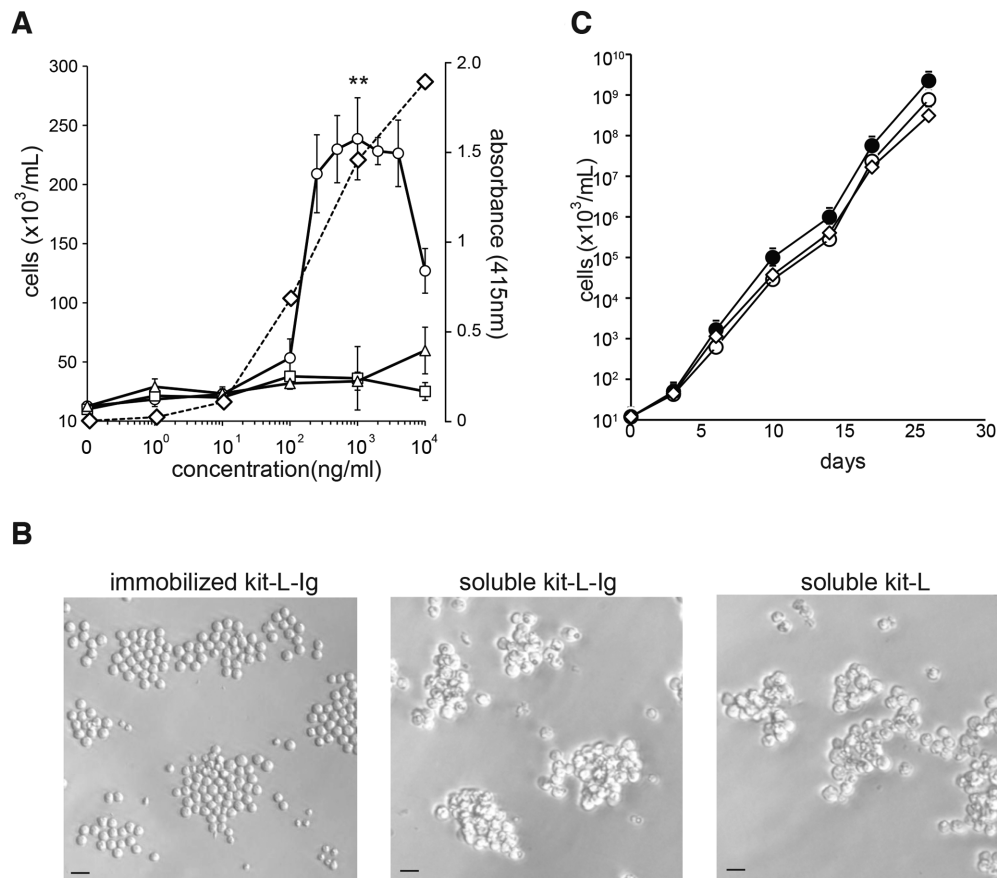 A
300
250
200
150
100
50
10
cells (x10³/mL)
**
2.0
1.5
1
0.5
0
absorbance (415nm)
0 10⁰ 10¹ 10² 10³ 10⁴
concentration(ng/ml)
C
10¹⁰
10⁹
10⁸
10⁷
10⁶
10⁵
10⁴
10³
10²
10¹
cells (x10³/mL)
0 5 10 15 20 25 30
days
B
immobilized kit-L-Ig
soluble kit-L-Ig
soluble kit-L